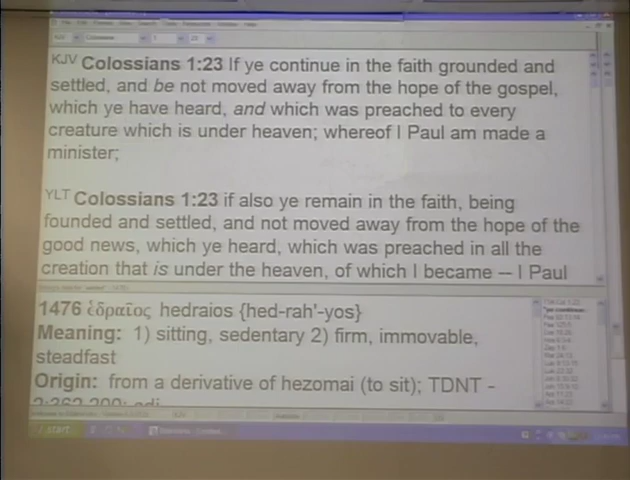 KJV Colossians 1:23 If ye continue in the faith grounded and
settled, and be not moved away from the hope of the gospel,
which ye have heard, and which was preached to every
creature which is under heaven; whereof I Paul am made a
minister;
YLT Colossians 1:23 if also ye remain in the faith, being
founded and settled, and not moved away from the hope of the
good news, which ye heard, which was preached in all the
creation that is under the heaven, of which I became – I Paul
1476 ἑδραῖος hedraios {hed-rah'-yos}
Meaning: 1) sitting, sedentary 2) firm, immovable,
steadfast
Origin: from a derivative of hezomai (to sit); TDNT -
2:362,200; adj
start